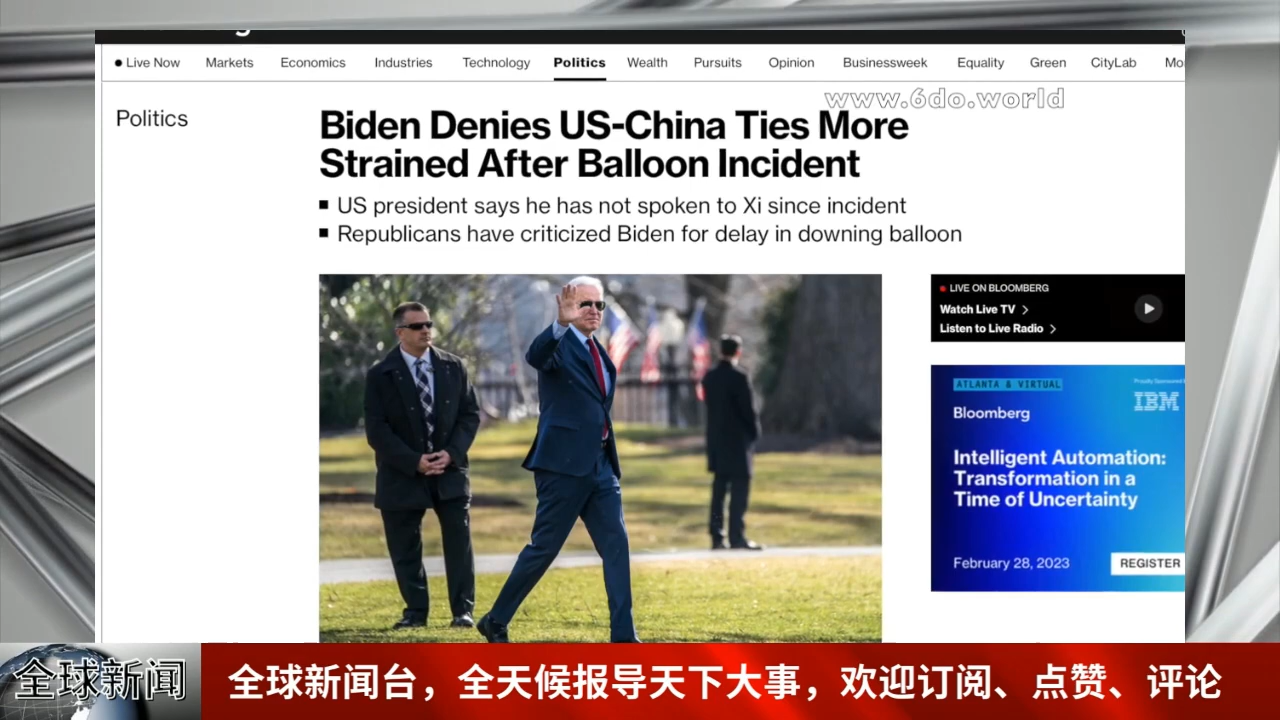 Live Now Markets Economics Industries Technology Politics Wealth Pursuits Opinion Businessweek Equality Green CityLab
www.6do.world
Politics
Biden Denies US-China Ties More
Strained After Balloon Incident
US president says he has not spoken to Xi since incident
Republicans have criticized Biden for delay in downing balloon
LIVE ON BLOOMBERG
Watch Live TV
Listen to Live Radio
ATLANTA & VIRTUAL
Proudly Sponsored
Bloomberg
IBM
Intelligent Automation:
Transformation in a
Time of Uncertainty
February 28, 2023
REGISTER
全球新闻
全球新闻台，全天候报导天下大事，欢迎订阅、点赞、评论